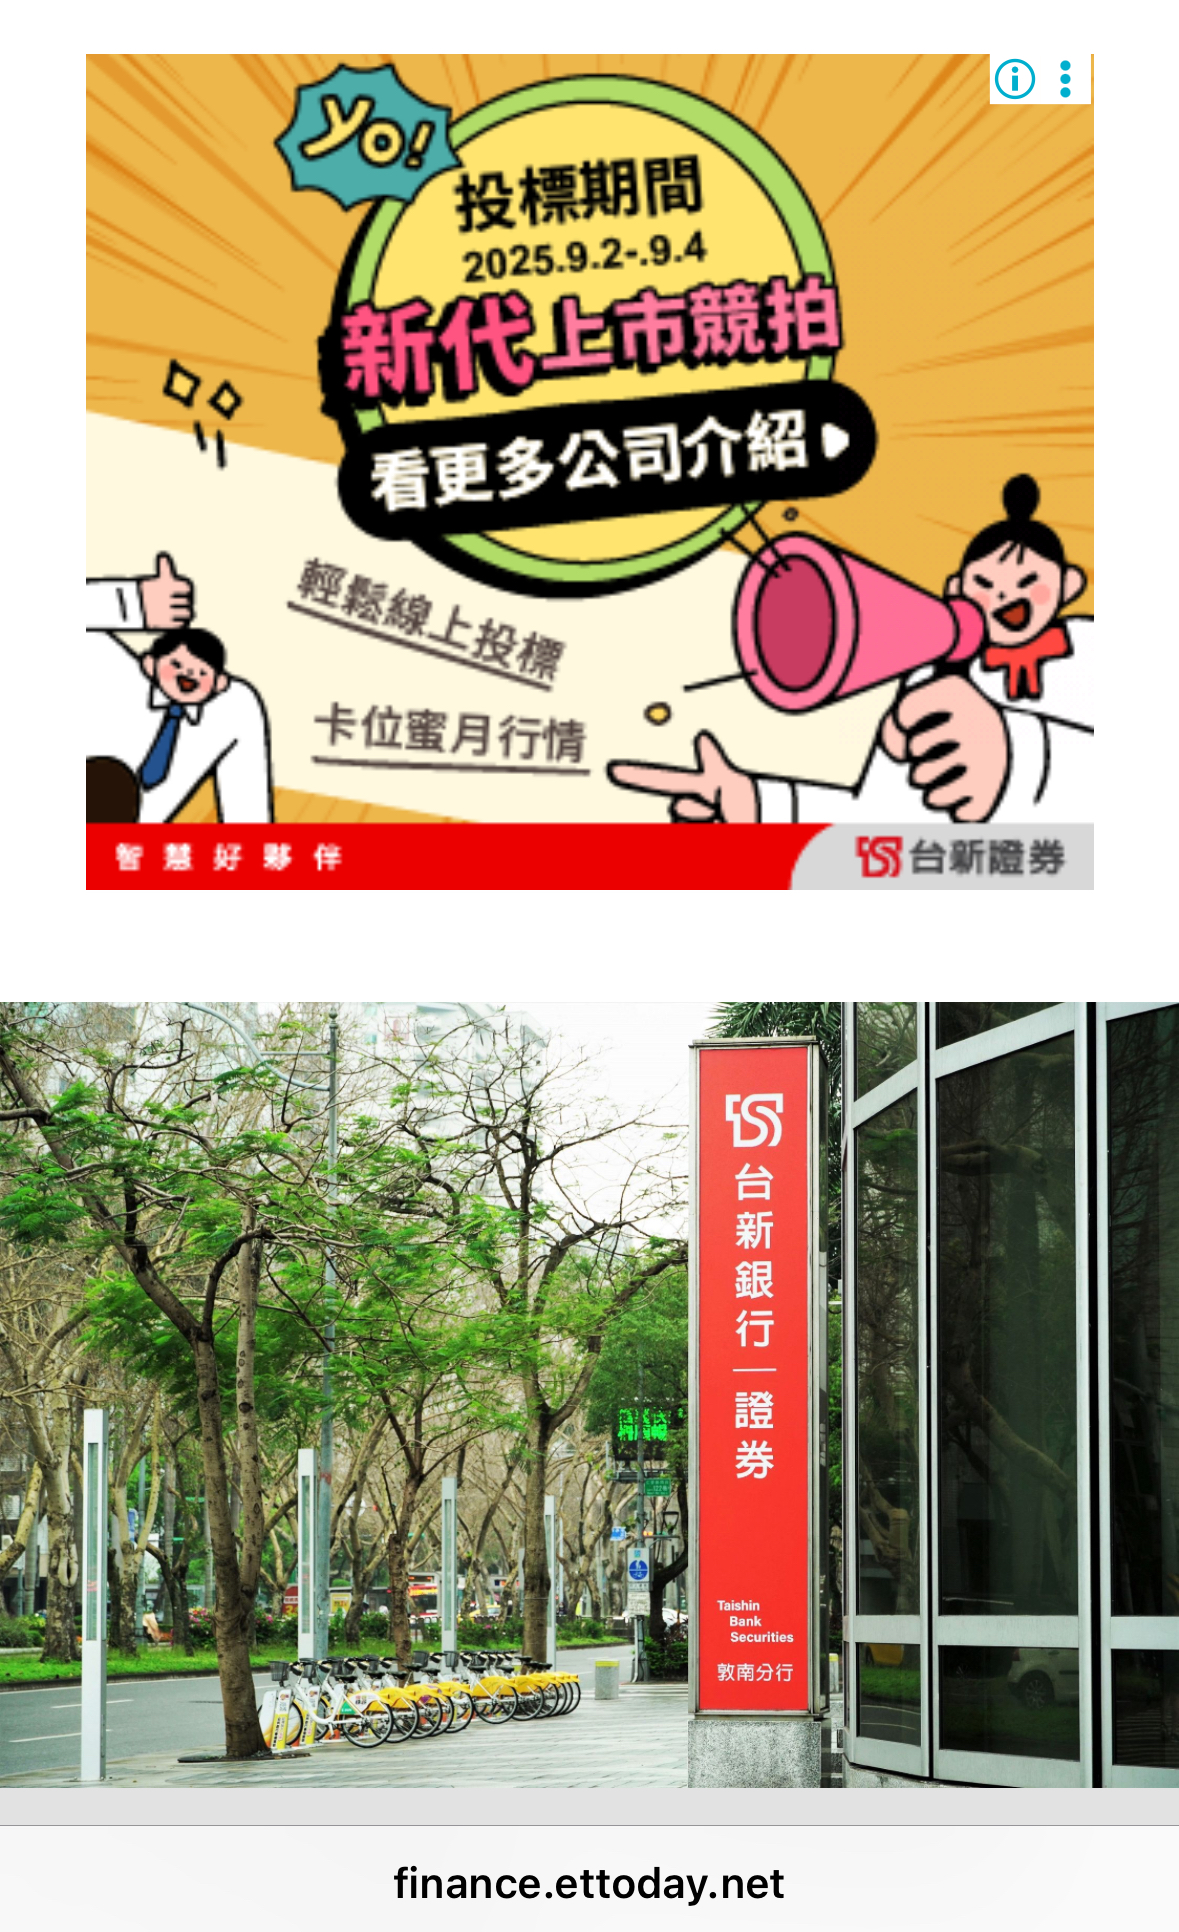 yo!
投標期間
2025.9.2-.9.4
新代上市競拍
看更多公司介紹
輕鬆線上投標
卡位蜜月行情
智慧好夥伴
台新證券
台新銀行｜證券
Taishin
Bank
Securities
敦南分行
finance.ettoday.net